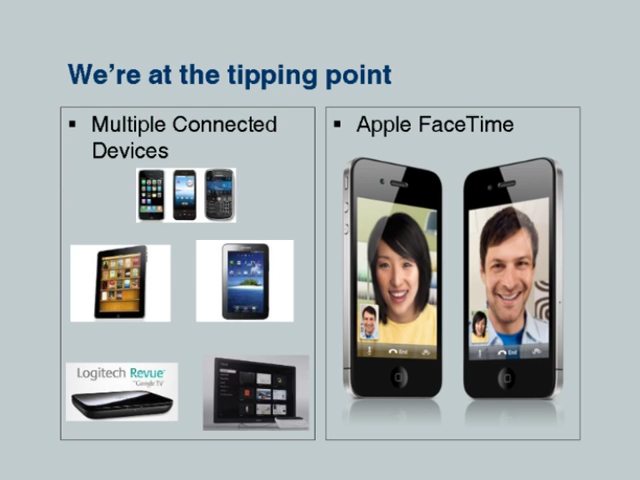 We're at the tipping point
▪ Multiple Connected
Devices
Logitech Revue
Google TV
▪ Apple FaceTime
End
End